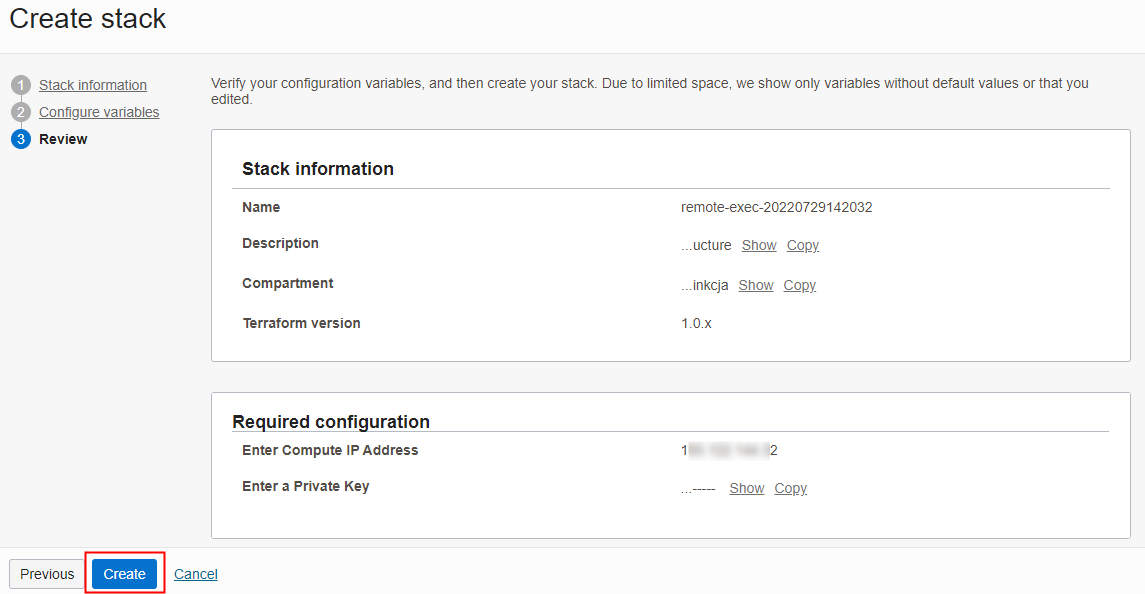 Create stack
1 Stack information
2 Configure variables
3 Review
Verify your configuration variables, and then create your stack. Due to limited space, we show only variables without default values or that you
edited.
Stack information
Name remote-exec-20220729142032
Description ...ucture Show Copy
Compartment ...inkcja Show Copy
Terraform version 1.0.x
Required configuration
Enter Compute IP Address
Enter a Private Key ...----- Show Copy
Previous Create Cancel